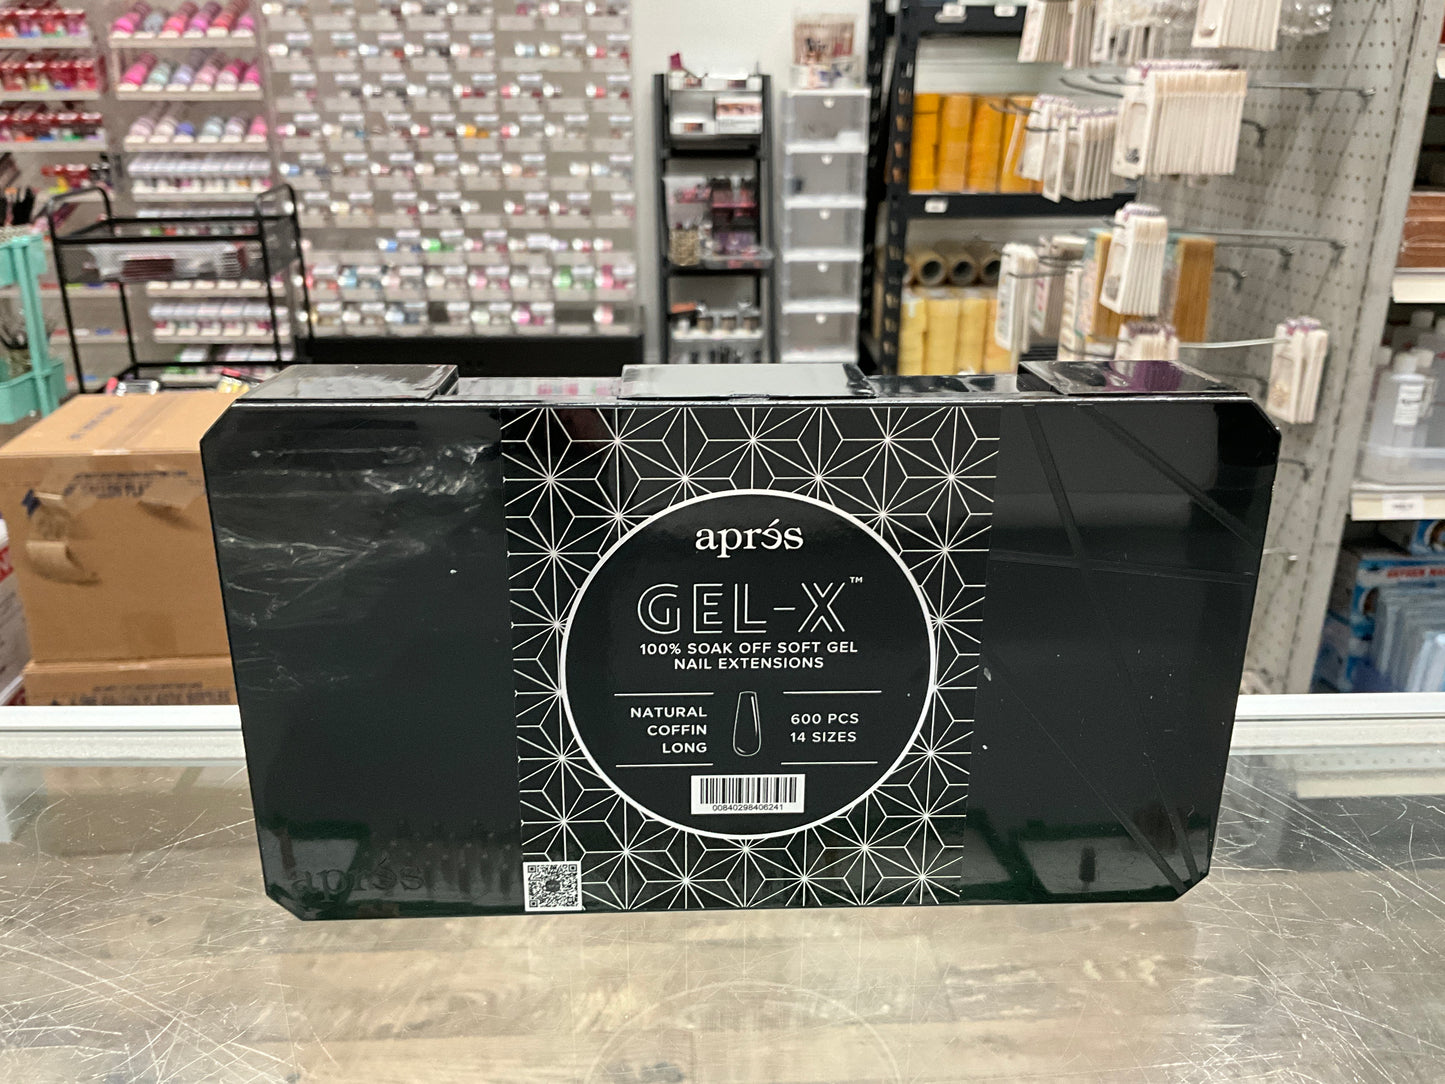 aprés
GEL-X™
100% SOAK OFF SOFT GEL
NAIL EXTENSIONS
NATURAL
COFFIN
LONG
600 PCS
14 SIZES
00840298406241
aprés